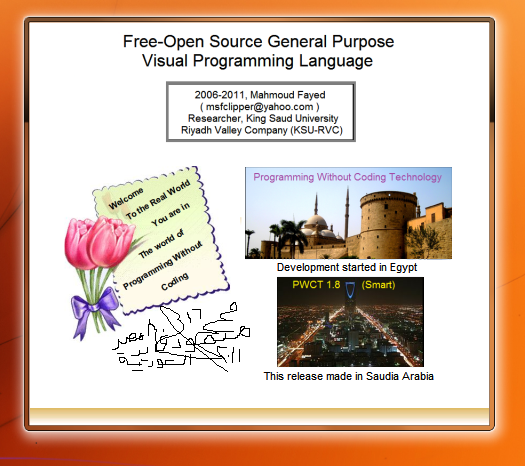 Free-Open Source General Purpose
Visual Programming Language
2006-2011, Mahmoud Fayed
( msfclipper@yahoo.com )
Researcher, King Saud University
Riyadh Valley Company (KSU-RVC)
Welcome
To the Real World
You are in
The world of
Programming Without
Coding
Programming Without Coding Technology
Development started in Egypt
PWCT 1.8 (Smart)
This release made in Saudia Arabia